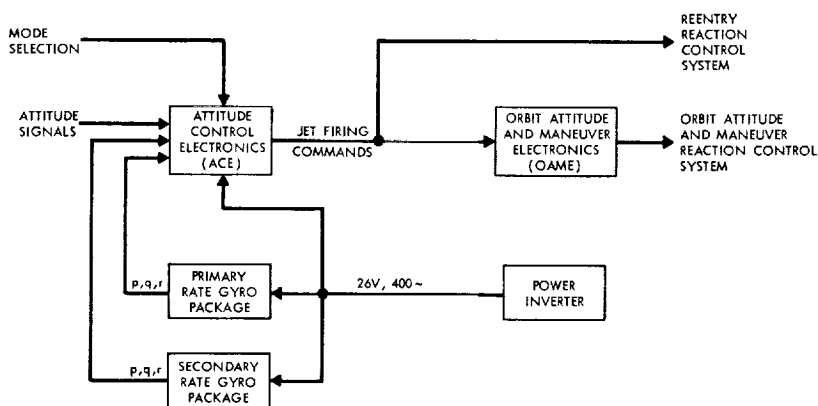 MODE
SELECTION
REENTRY
REACTION
CONTROL
SYSTEM
ATTITUDE
SIGNALS
ATTITUDE
CONTROL
ELECTRONICS
(ACE)
JET FIRING
COMMANDS
ORBIT ATTITUDE
AND MANEUVER
ELECTRONICS
(OAME)
ORBIT ATTITUDE
AND MANEUVER
REACTION CONTROL
SYSTEM
p,q,r
PRIMARY
RATE GYRO
PACKAGE
26V, 400~
POWER
INVERTER
p,q,r
SECONDARY
RATE GYRO
PACKAGE